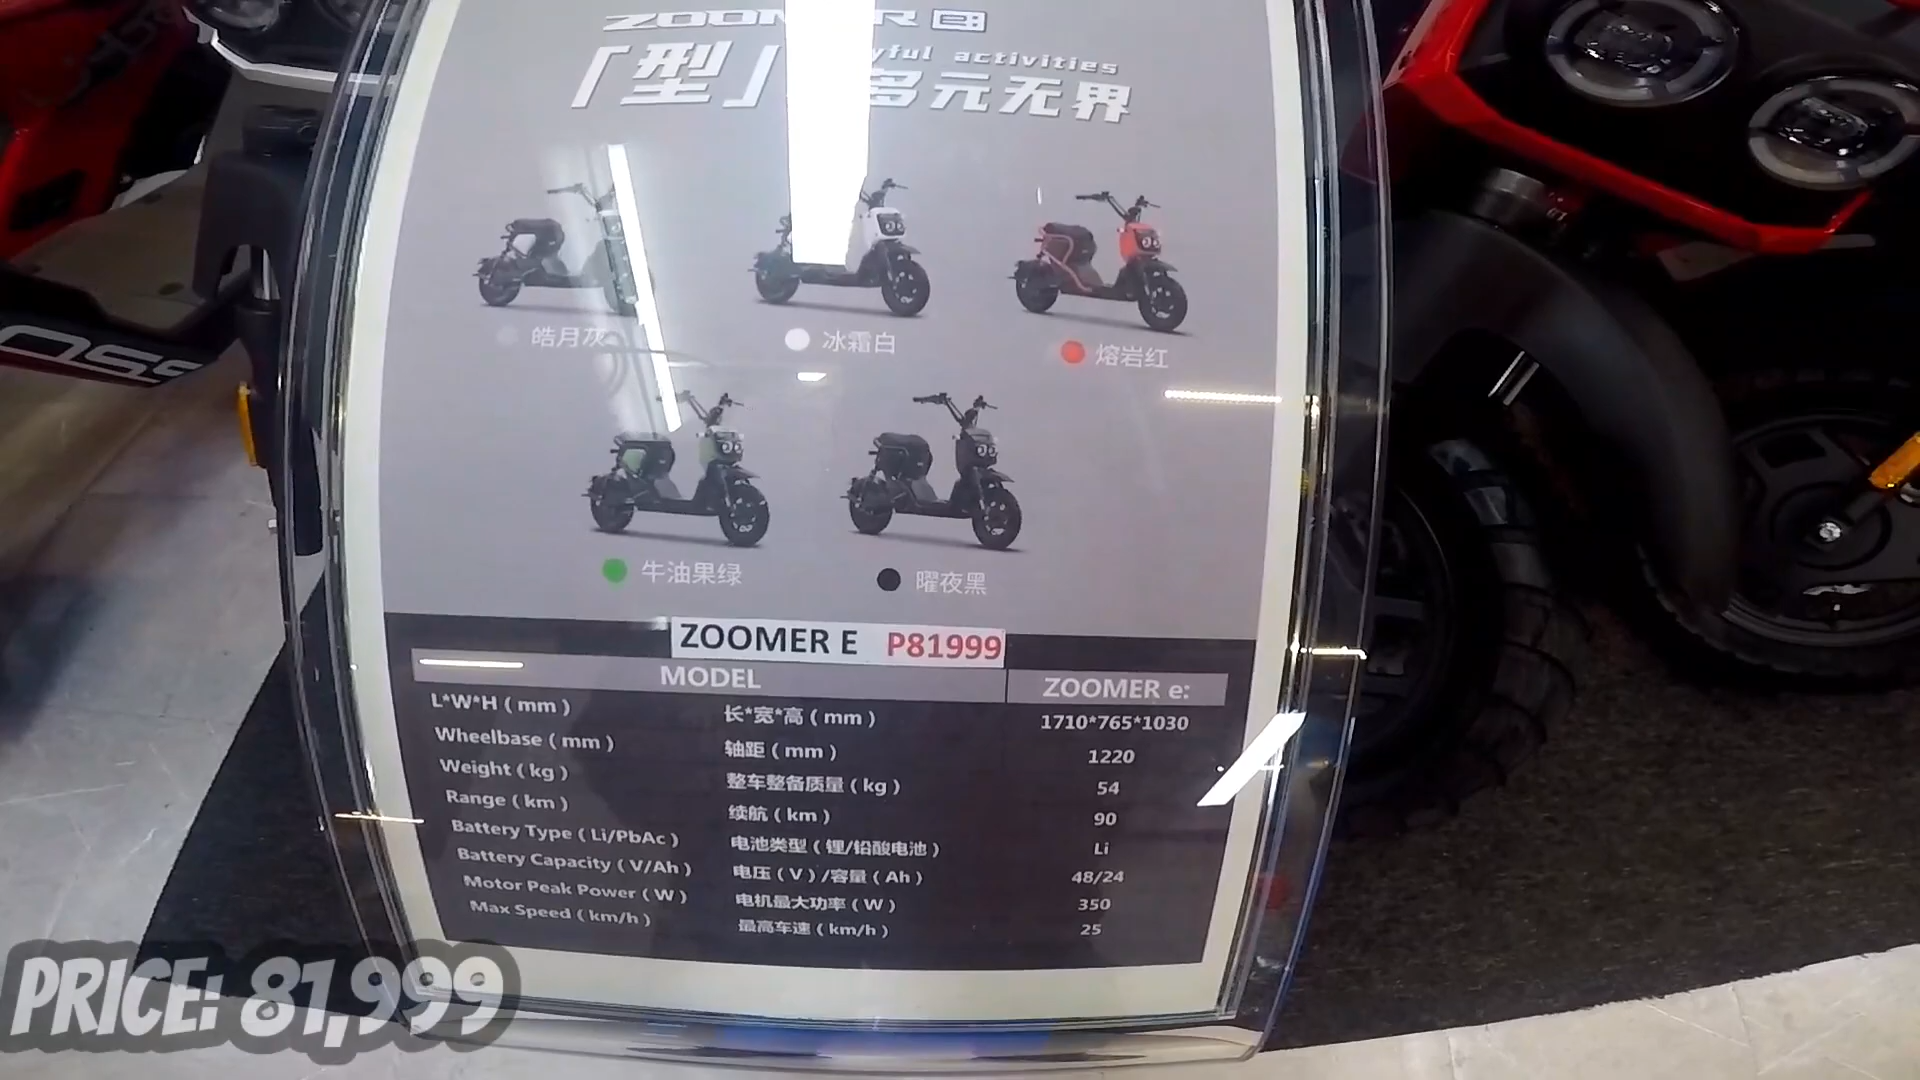 ZOOMER e
「型」 多元无界
activities
皓月灰
冰霜白
熔岩红
牛油果绿
曜夜黑
ZOOMER E P81999
MODEL ZOOMER e:
L*W*H ( mm ) 长*宽*高 ( mm ) 1710*765*1030
Wheelbase ( mm ) 轴距 ( mm ) 1220
Weight ( kg ) 整车整备质量 ( kg ) 54
Range ( km ) 续航 ( km ) 90
Battery Type ( Li/PbAc ) 电池类型 ( 锂/铅酸电池 ) Li
Battery Capacity ( V/Ah ) 电压 ( V ) /容量 ( Ah ) 48/24
Motor Peak Power ( W ) 电机最大功率 ( W ) 350
Max Speed ( km/h ) 最高车速 ( km/h ) 25
PRICE: 81,999